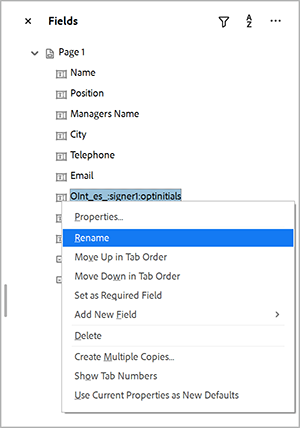 Fields
Page 1
Name
Position
Managers Name
City
Telephone
Email
OInt_es_:signer1:optinitials
Properties...
Rename
Move Up in Tab Order
Move Down in Tab Order
Set as Required Field
Add New Field
Delete
Create Multiple Copies...
Show Tab Numbers
Use Current Properties as New Defaults